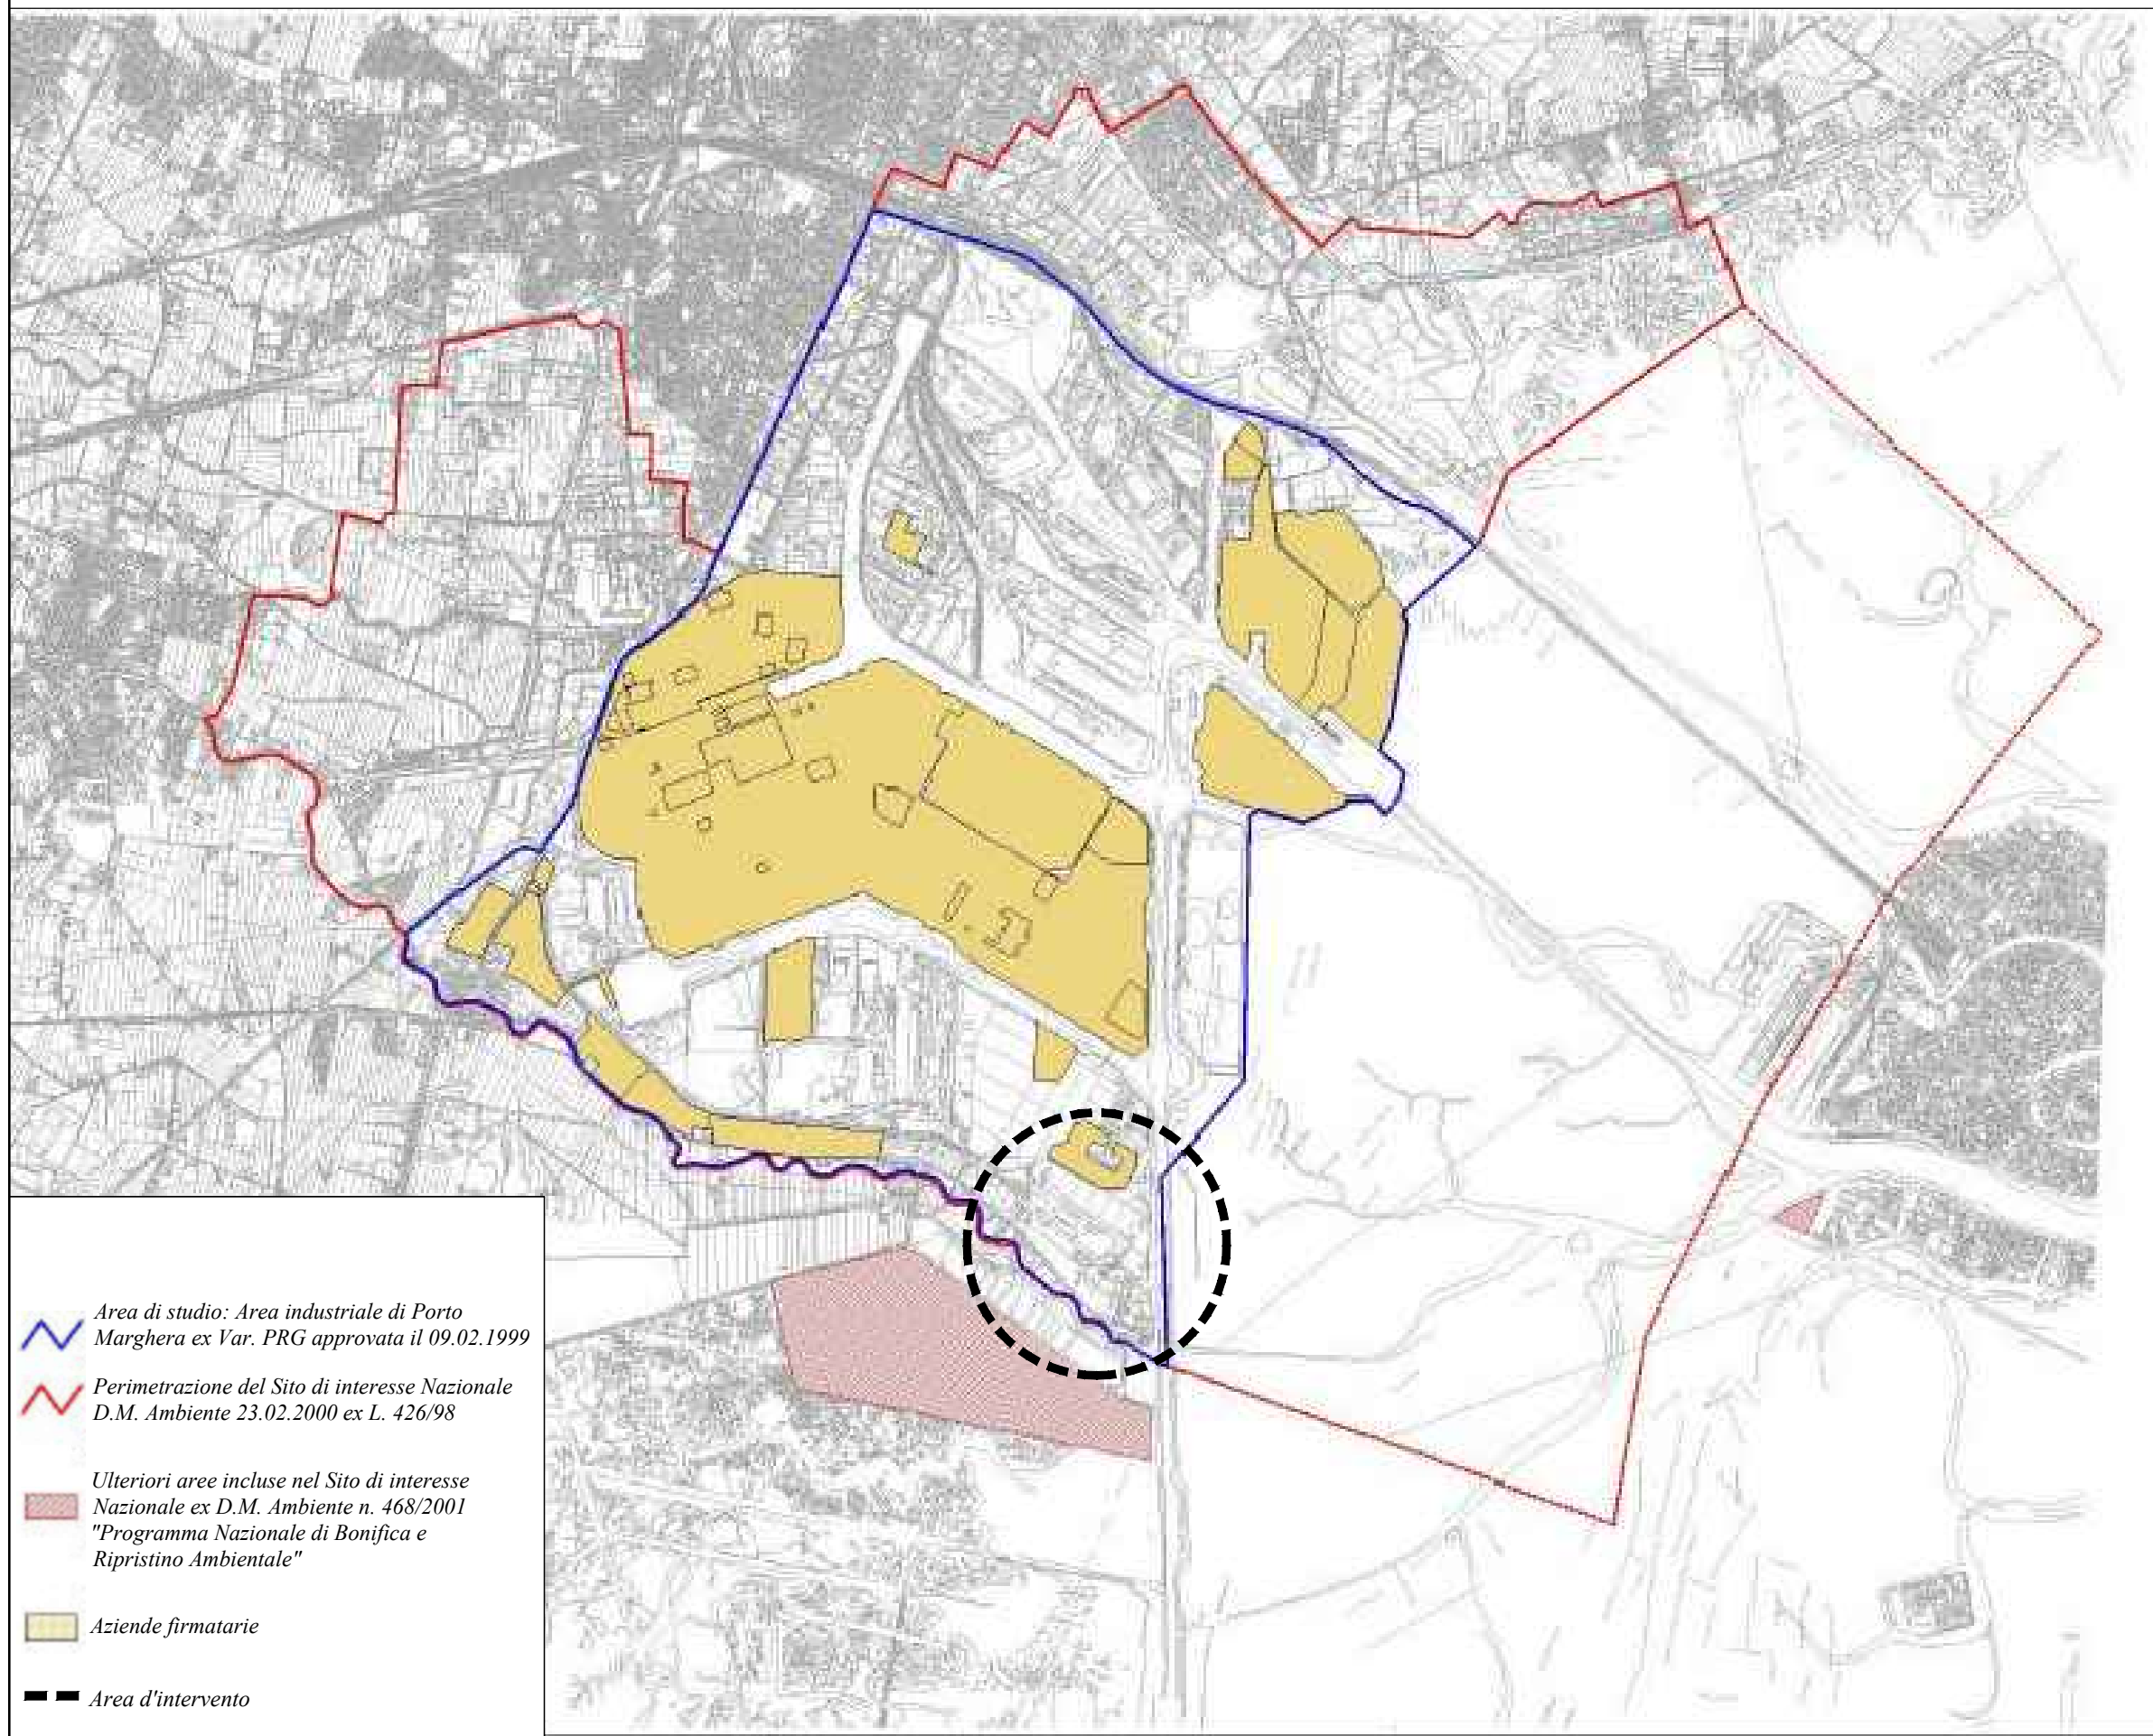 Area di studio: Area industriale di Porto
Marghera ex Var. PRG approvata il 09.02.1999
Perimetrazione del Sito di interesse Nazionale
D.M. Ambiente 23.02.2000 ex L. 426/98
Ulteriori aree incluse nel Sito di interesse
Nazionale ex D.M. Ambiente n. 468/2001
"Programma Nazionale di Bonifica e
Ripristino Ambientale"
Aziende firmatarie
Area d'intervento